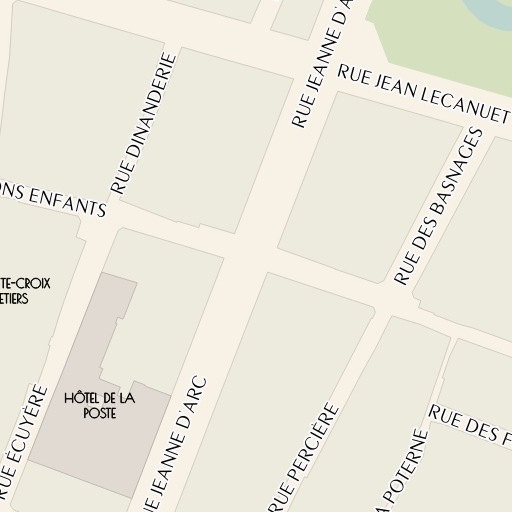 RUE JEANNE D'A
RUE JEAN LECANUET
RUE DINANDERIE
RUE DES BASNAGES
ONS ENFANTS
TE-CROIX
ETIERS
HÔTEL DE LA
POSTE
RUE ÉCUYÈRE
UE JEANNE D'ARC
RUE PERCIÈRE
A POTERNE
RUE DES F